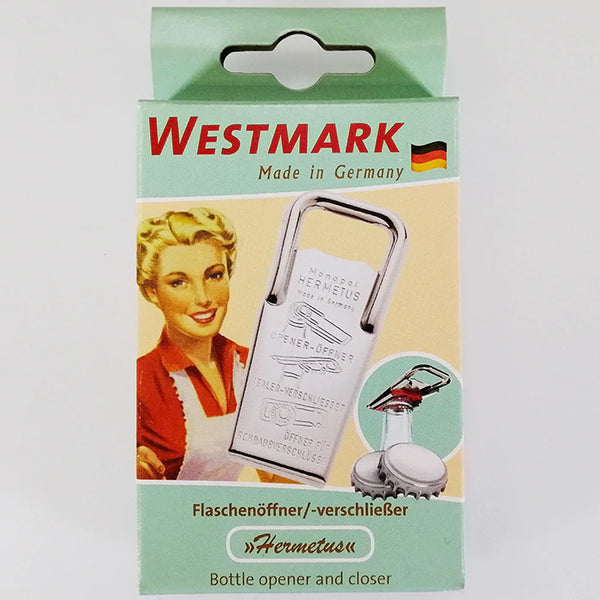 WESTMARK
Made in Germany
Monopol
HERMETUS
Made in Germany
OPENER-ÖFFNER
SEALER-VERSCHLIESSER
ÖFFNER FÜR
SCHRAUBVERSCHLÜSSE
Flaschenöffner/-verschließer
»Hermetus«
Bottle opener and closer